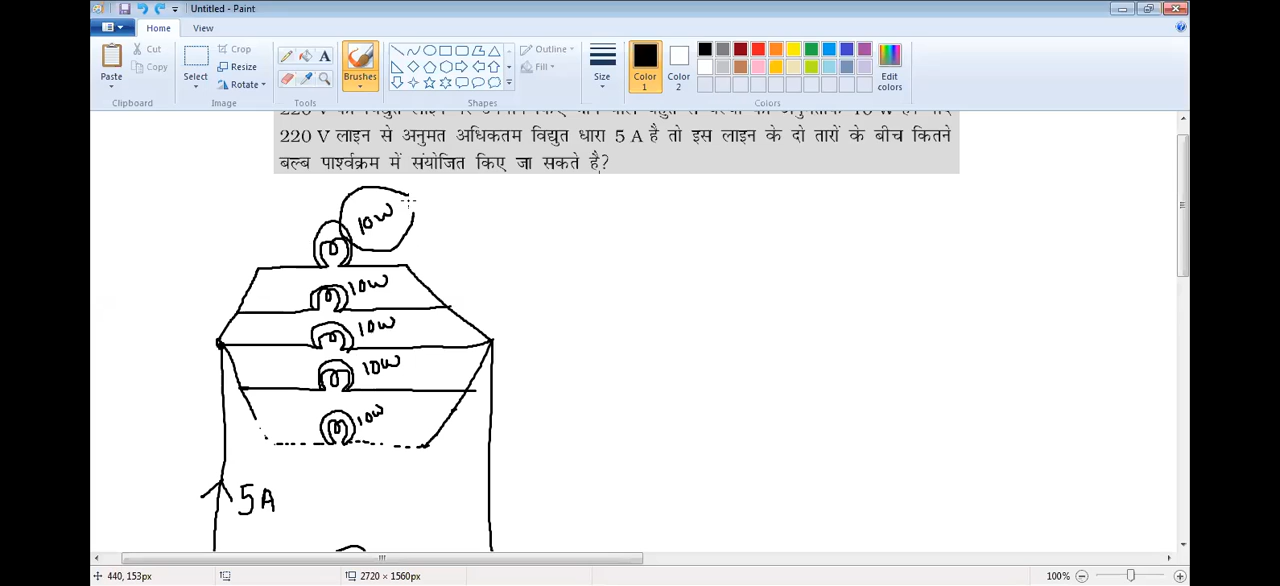 Untitled - Paint
Home View
Cut
Copy
Paste
Clipboard
Select
Crop
Resize
Rotate
Image
A
Tools
Brushes
Outline
Fill
Shapes
Size
Color 1
Color 2
Colors
Edit colors
220 V लाइन से अनुमत अधिकतम विद्युत धारा 5 A है तो इस लाइन के दो तारों के बीच कितने
बल्ब पार्श्वक्रम में संयोजित किए जा सकते है?
10W
10W
10W
10W
10W
5 A
440, 153px
2720 × 1560px
100%